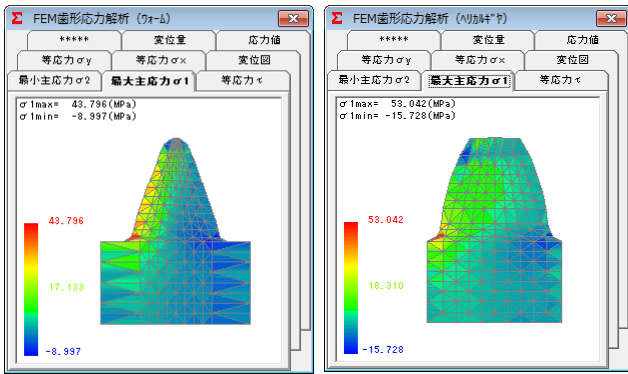 Σ FEM歯形応力解析 (ウォーム)
***** 変位量 応力値
等応力σy 等応力σx 変位図
最小主応力σ2 最大主応力σ1 等応力τ
σ1max= 43.796(MPa)
σ1min= -8.997(MPa)
43.796
17.133
-8.997
Σ FEM歯形応力解析 (ヘリカルギヤ)
***** 変位量 応力値
等応力σy 等応力σx 変位図
最小主応力σ2 最大主応力σ1 等応力τ
σ1max= 53.042(MPa)
σ1min= -15.728(MPa)
53.042
18.310
-15.728